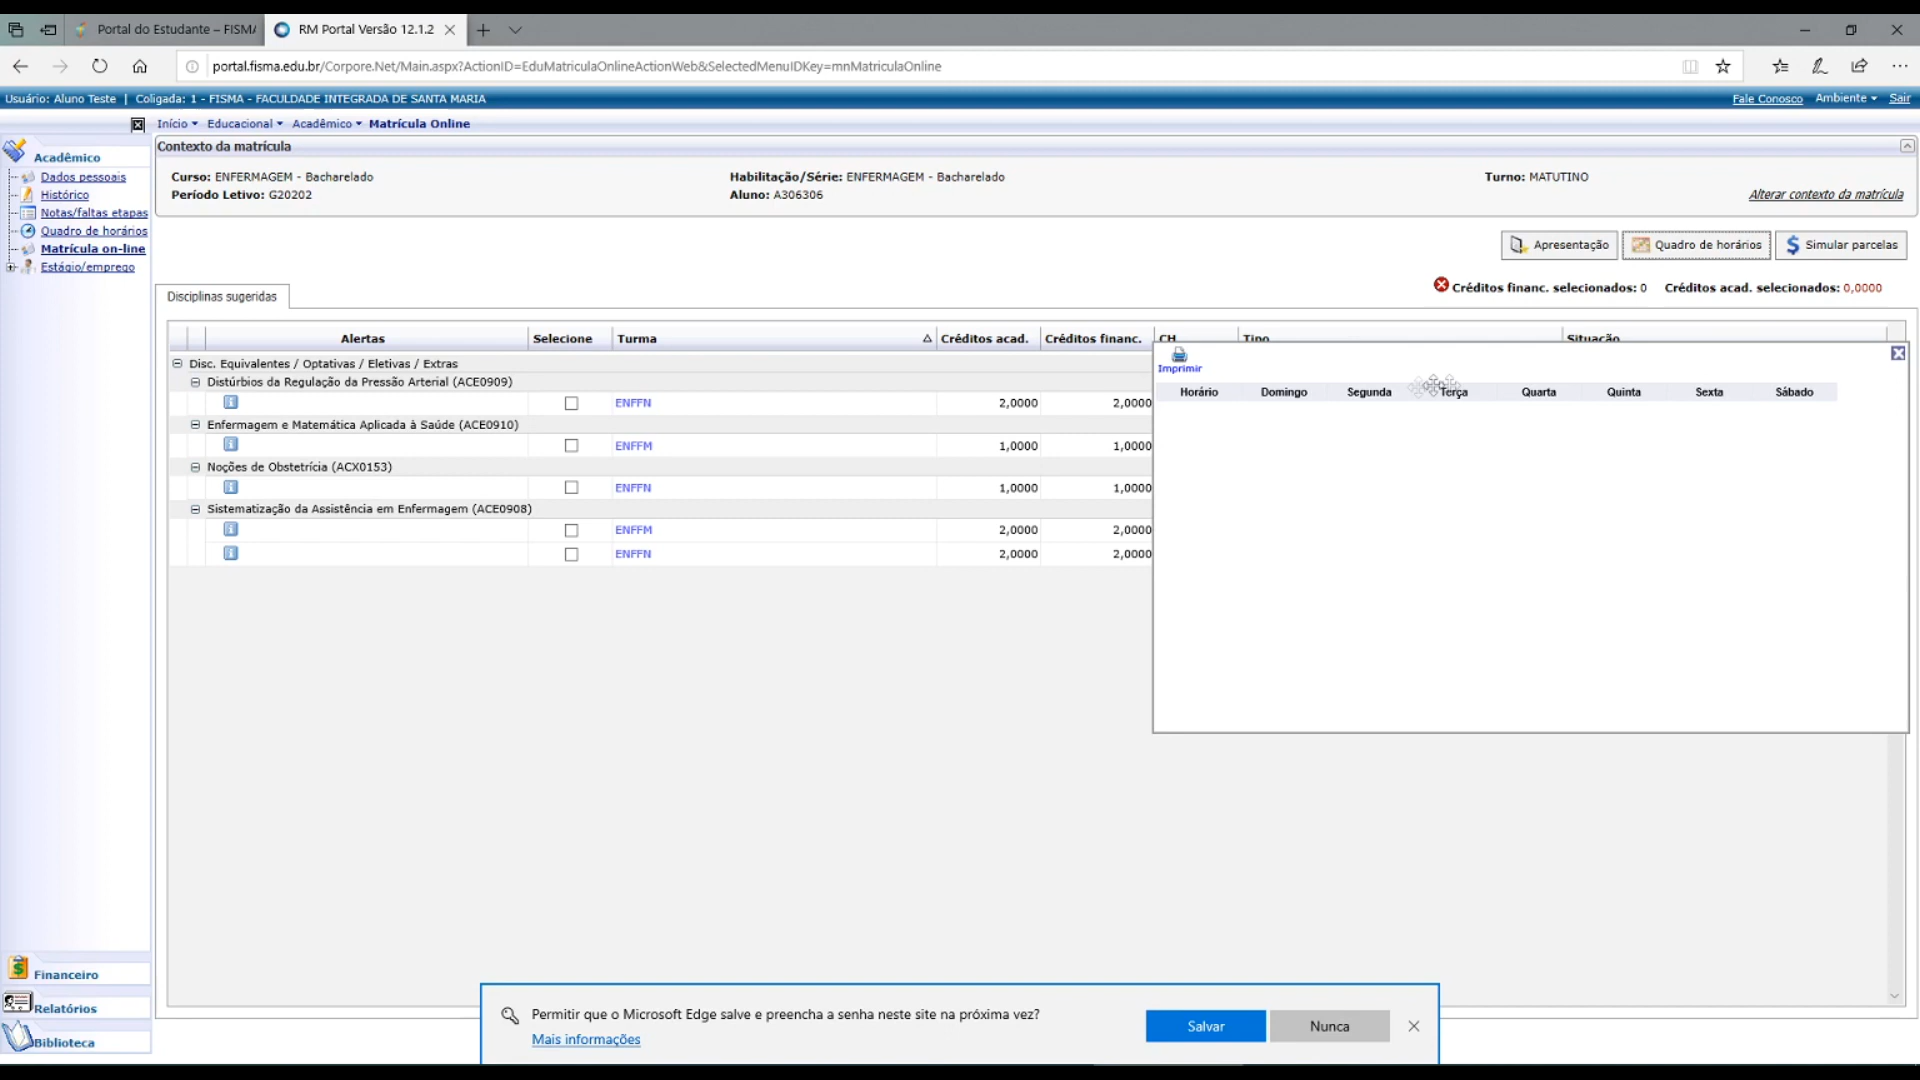 Portal do Estudante – FISMA
RM Portal Versão 12.1.2
portal.fisma.edu.br/Corpore.Net/Main.aspx?ActionID=EduMatriculaOnlineActionWeb&SelectedMenuIDKey=mnMatriculaOnline
Usuário: Aluno Teste | Coligada: 1 - FISMA - FACULDADE INTEGRADA DE SANTA MARIA
Fale Conosco Ambiente Sair
Início Educacional Acadêmico Matrícula Online
Contexto da matrícula
Curso: ENFERMAGEM - Bacharelado Habilitação/Série: ENFERMAGEM - Bacharelado Turno: MATUTINO
Período Letivo: G20202 Aluno: A306306 Alterar contexto da matrícula
Acadêmico
Dados pessoais
Histórico
Notas/faltas etapas
Quadro de horários
Matrícula on-line
Estágio/emprego
Apresentação Quadro de horários Simular parcelas
Créditos financ. selecionados: 0 Créditos acad. selecionados: 0,0000
Disciplinas sugeridas
Alertas Selecione Turma Créditos acad. Créditos financ. CH Tipo Situação
Disc. Equivalentes / Optativas / Eletivas / Extras
Distúrbios da Regulação da Pressão Arterial (ACE0909)
ENFFN 2,0000 2,0000
Enfermagem e Matemática Aplicada à Saúde (ACE0910)
ENFFM 1,0000 1,0000
Noções de Obstetrícia (ACX0153)
ENFFN 1,0000 1,0000
Sistematização da Assistência em Enfermagem (ACE0908)
ENFFM 2,0000 2,0000
ENFFN 2,0000 2,0000
Imprimir
Horário Domingo Segunda Terça Quarta Quinta Sexta Sábado
Financeiro
Relatórios
Biblioteca
Permitir que o Microsoft Edge salve e preencha a senha neste site na próxima vez?
Mais informações
Salvar Nunca